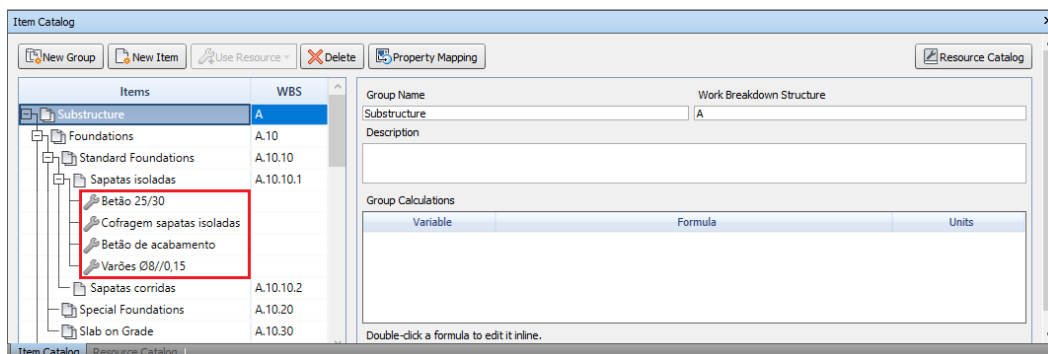 Item Catalog
New Group New Item Use Resource Delete Property Mapping Resource Catalog
Items WBS
Substructure A
Foundations A.10
Standard Foundations A.10.10
Sapatas isoladas A.10.10.1
Betão 25/30
Cofragem sapatas isoladas
Betão de acabamento
Varões Ø8//0,15
Sapatas corridas A.10.10.2
Special Foundations A.10.20
Slab on Grade A.10.30
Group Name Work Breakdown Structure
Substructure A
Description
Group Calculations
Variable Formula Units
Double-click a formula to edit it inline.
Item Catalog Resource Catalog